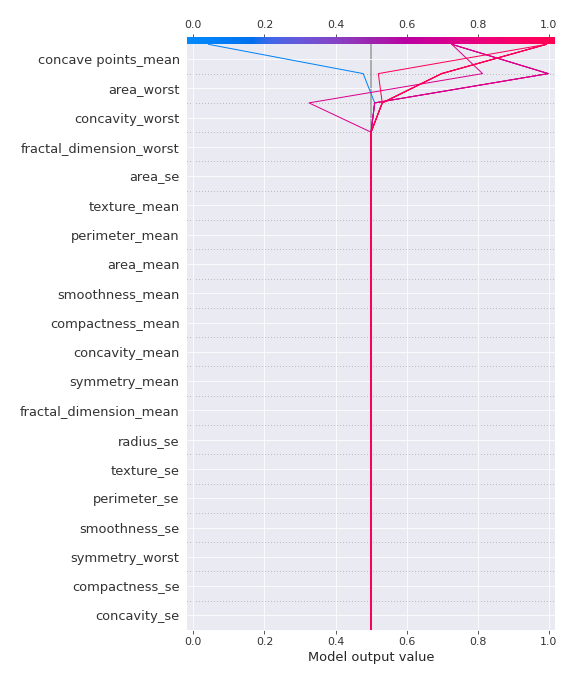 0.0 0.2 0.4 0.6 0.8 1.0
concave points_mean
area_worst
concavity_worst
fractal_dimension_worst
area_se
texture_mean
perimeter_mean
area_mean
smoothness_mean
compactness_mean
concavity_mean
symmetry_mean
fractal_dimension_mean
radius_se
texture_se
perimeter_se
smoothness_se
symmetry_worst
compactness_se
concavity_se
0.0 0.2 0.4 0.6 0.8 1.0
Model output value